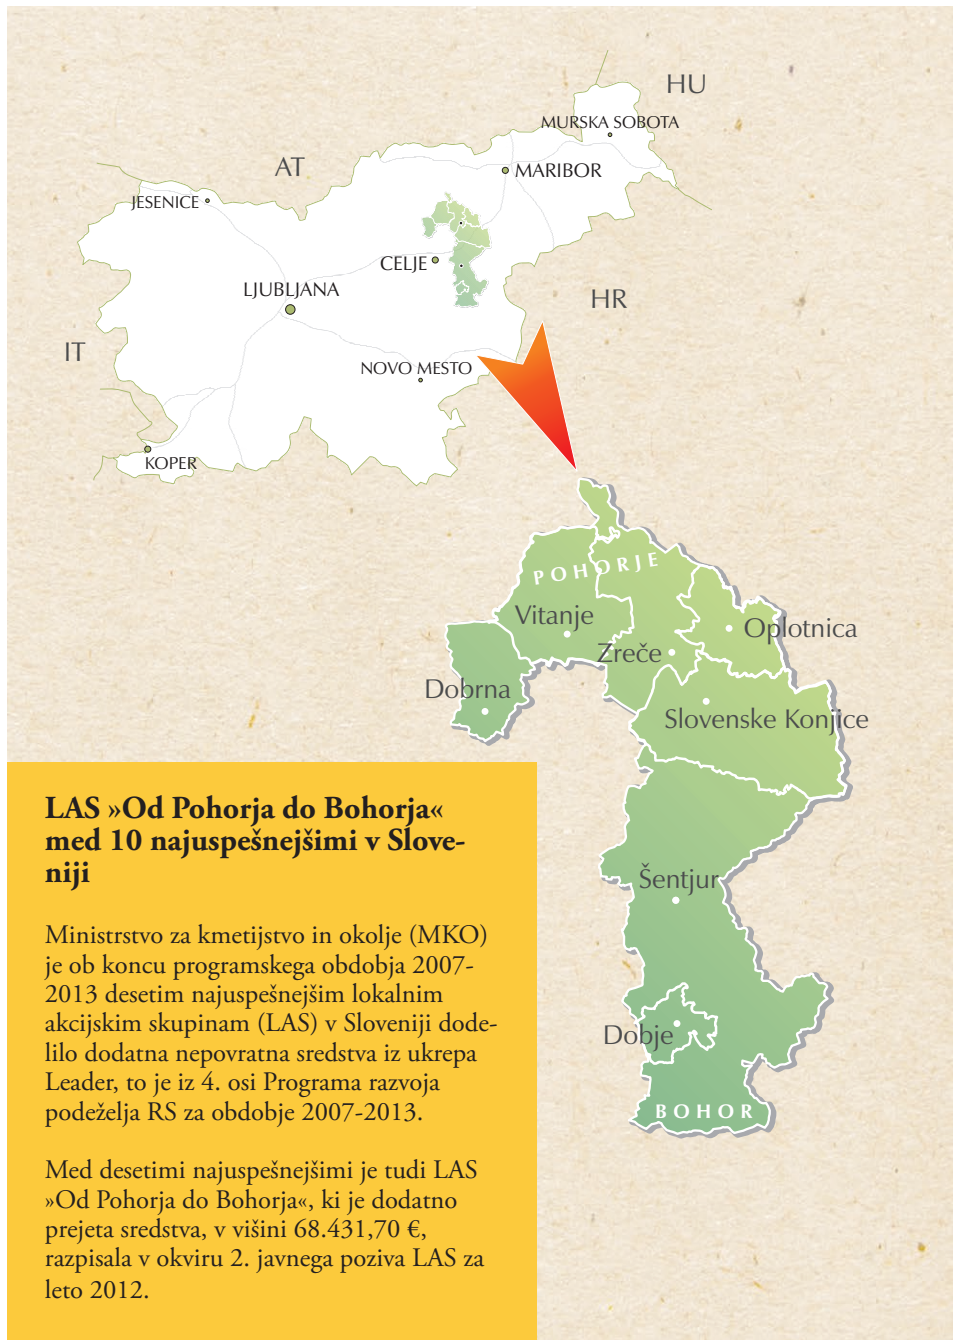 HU
MURSKA SOBOTA
AT
MARIBOR
JESENICE
CELJE
LJUBLJANA
HR
IT
NOVO MESTO
KOPER
POHORJE
Vitanje
Oplotnica
Zreče
Dobrna
Slovenske Konjice
Šentjur
Dobje
BOHOR
LAS »Od Pohorja do Bohorja«
med 10 najuspešnejšimi v Slove-
niji
Ministrstvo za kmetijstvo in okolje (MKO)
je ob koncu programskega obdobja 2007-
2013 desetim najuspešnejšim lokalnim
akcijskim skupinam (LAS) v Sloveniji dode-
lilo dodatna nepovratna sredstva iz ukrepa
Leader, to je iz 4. osi Programa razvoja
podeželja RS za obdobje 2007-2013.
Med desetimi najuspešnejšimi je tudi LAS
»Od Pohorja do Bohorja«, ki je dodatno
prejeta sredstva, v višini 68.431,70 €,
razpisala v okviru 2. javnega poziva LAS za
leto 2012.